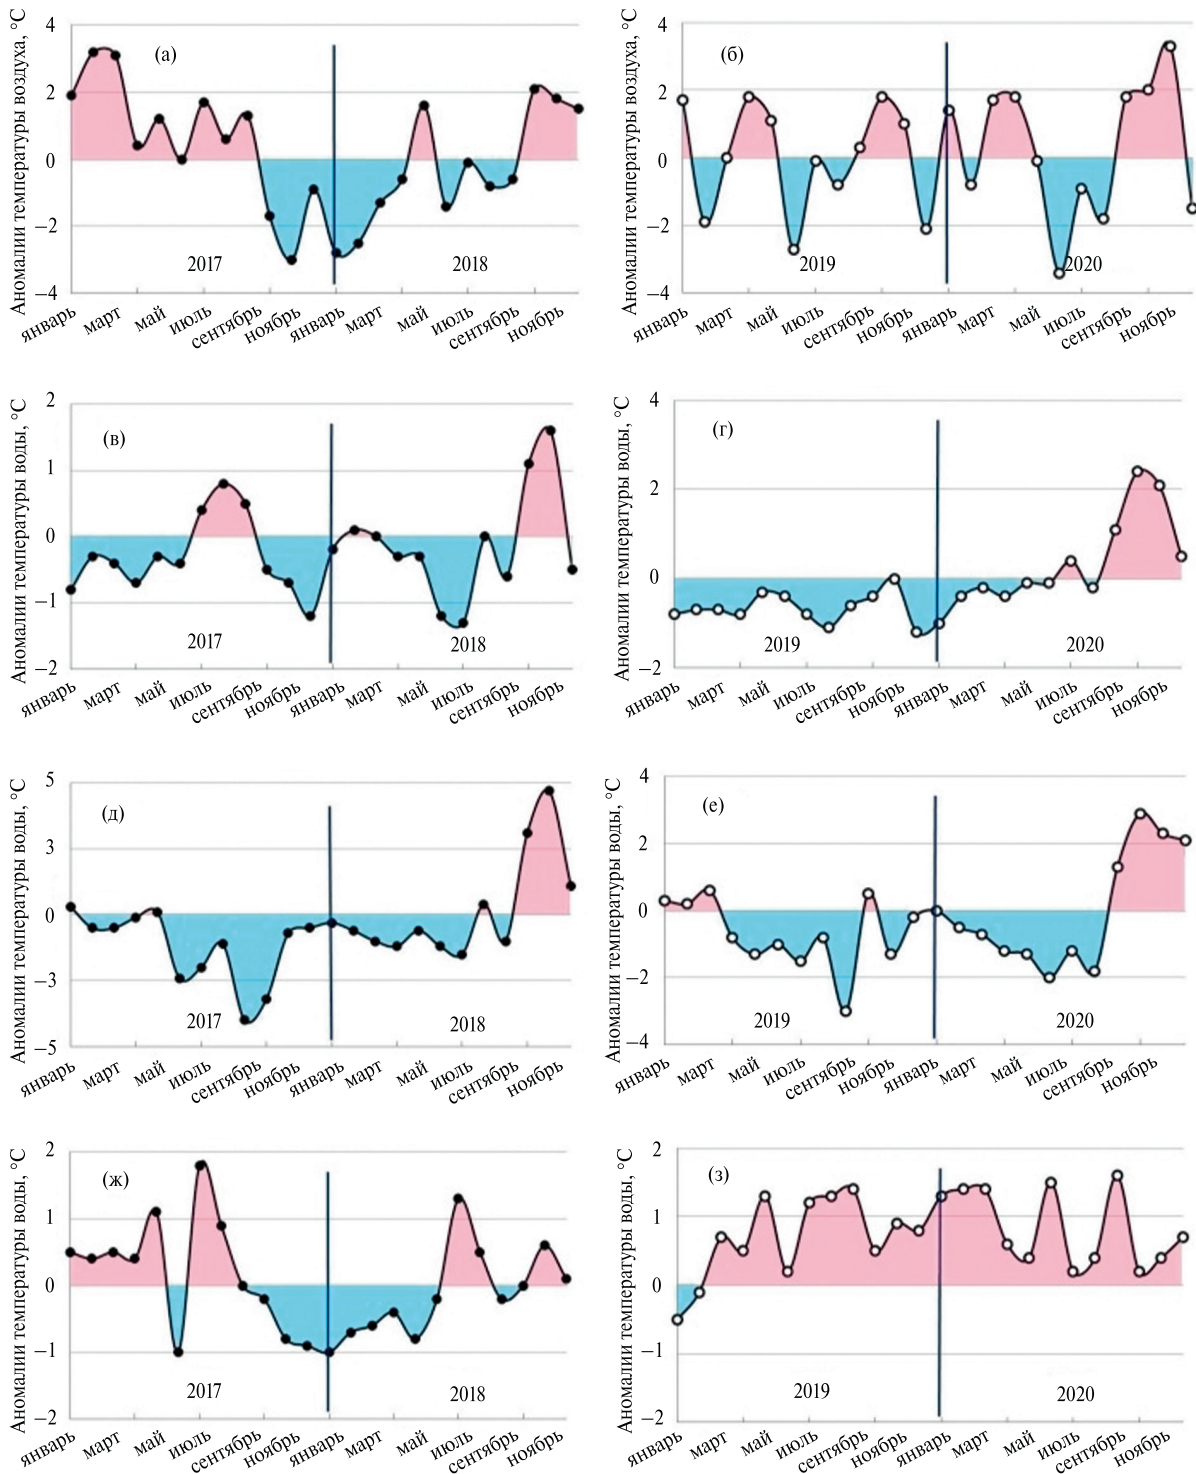 Аномалии температуры воздуха, °C
4
2
0
−2
−4
(а)
2017
2018
январь
март
май
июль
сентябрь
ноябрь
январь
март
май
июль
сентябрь
ноябрь
Аномалии температуры воздуха, °C
4
2
0
−2
−4
(б)
2019
2020
январь
март
май
июль
сентябрь
ноябрь
январь
март
май
июль
сентябрь
ноябрь
Аномалии температуры воды, °C
2
1
0
−1
−2
(в)
2017
2018
январь
март
май
июль
сентябрь
ноябрь
январь
март
май
июль
сентябрь
ноябрь
Аномалии температуры воды, °C
4
2
0
−2
(г)
2019
2020
январь
март
май
июль
сентябрь
ноябрь
январь
март
май
июль
сентябрь
ноябрь
Аномалии температуры воды, °C
5
3
0
−3
−5
(д)
2017
2018
январь
март
май
июль
сентябрь
ноябрь
январь
март
май
июль
сентябрь
ноябрь
Аномалии температуры воды, °C
4
2
0
−2
−4
(е)
2019
2020
январь
март
май
июль
сентябрь
ноябрь
январь
март
май
июль
сентябрь
ноябрь
Аномалии температуры воды, °C
2
1
0
−1
−2
(ж)
2017
2018
январь
март
май
июль
сентябрь
ноябрь
январь
март
май
июль
сентябрь
ноябрь
Аномалии температуры воды, °C
2
1
0
−1
−2
(з)
2019
2020
январь
март
май
июль
сентябрь
ноябрь
январь
март
май
июль
сентябрь
ноябрь